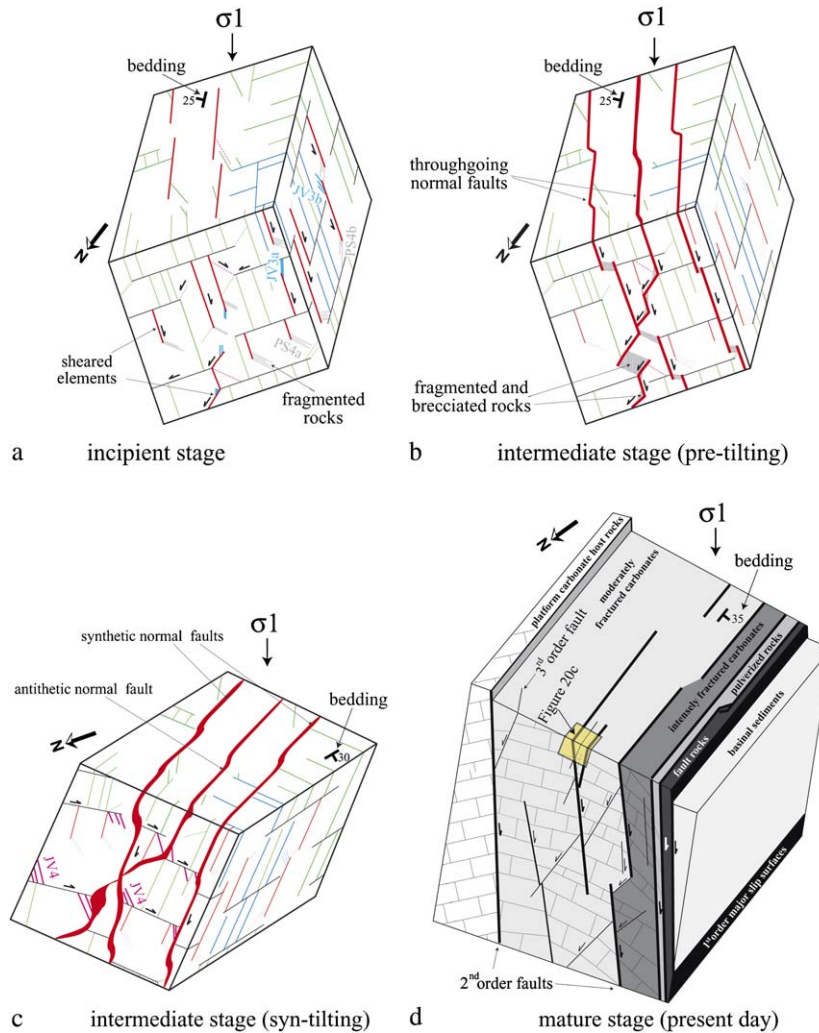 σ1
bedding
25
N
JV3b
PS4b
JV3a
sheared
elements
PS4a
fragmented
rocks
a incipient stage
σ1
bedding
25
throughgoing
normal faults
N
fragmented and
brecciated rocks
b intermediate stage (pre-tilting)
σ1
synthetic normal faults
antithetic normal fault
bedding
N
30
JV4
JV4
c intermediate stage (syn-tilting)
σ1
N
bedding
35
platform carbonate host rocks
moderately
fractured carbonates
3rd order fault
Figure 20c
intensely fractured carbonates
pulverized rocks
fault rocks
basinal sediments
1st order major slip surfaces
2nd order faults
d mature stage (present day)